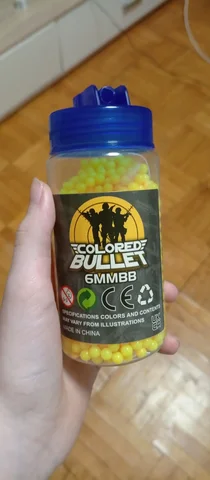 COLORED
BULLET
6MMBB
CE
SPECIFICATIONS COLORS AND CONTENTS
MAY VARY FROM ILLUSTRATIONS
MADE IN CHINA